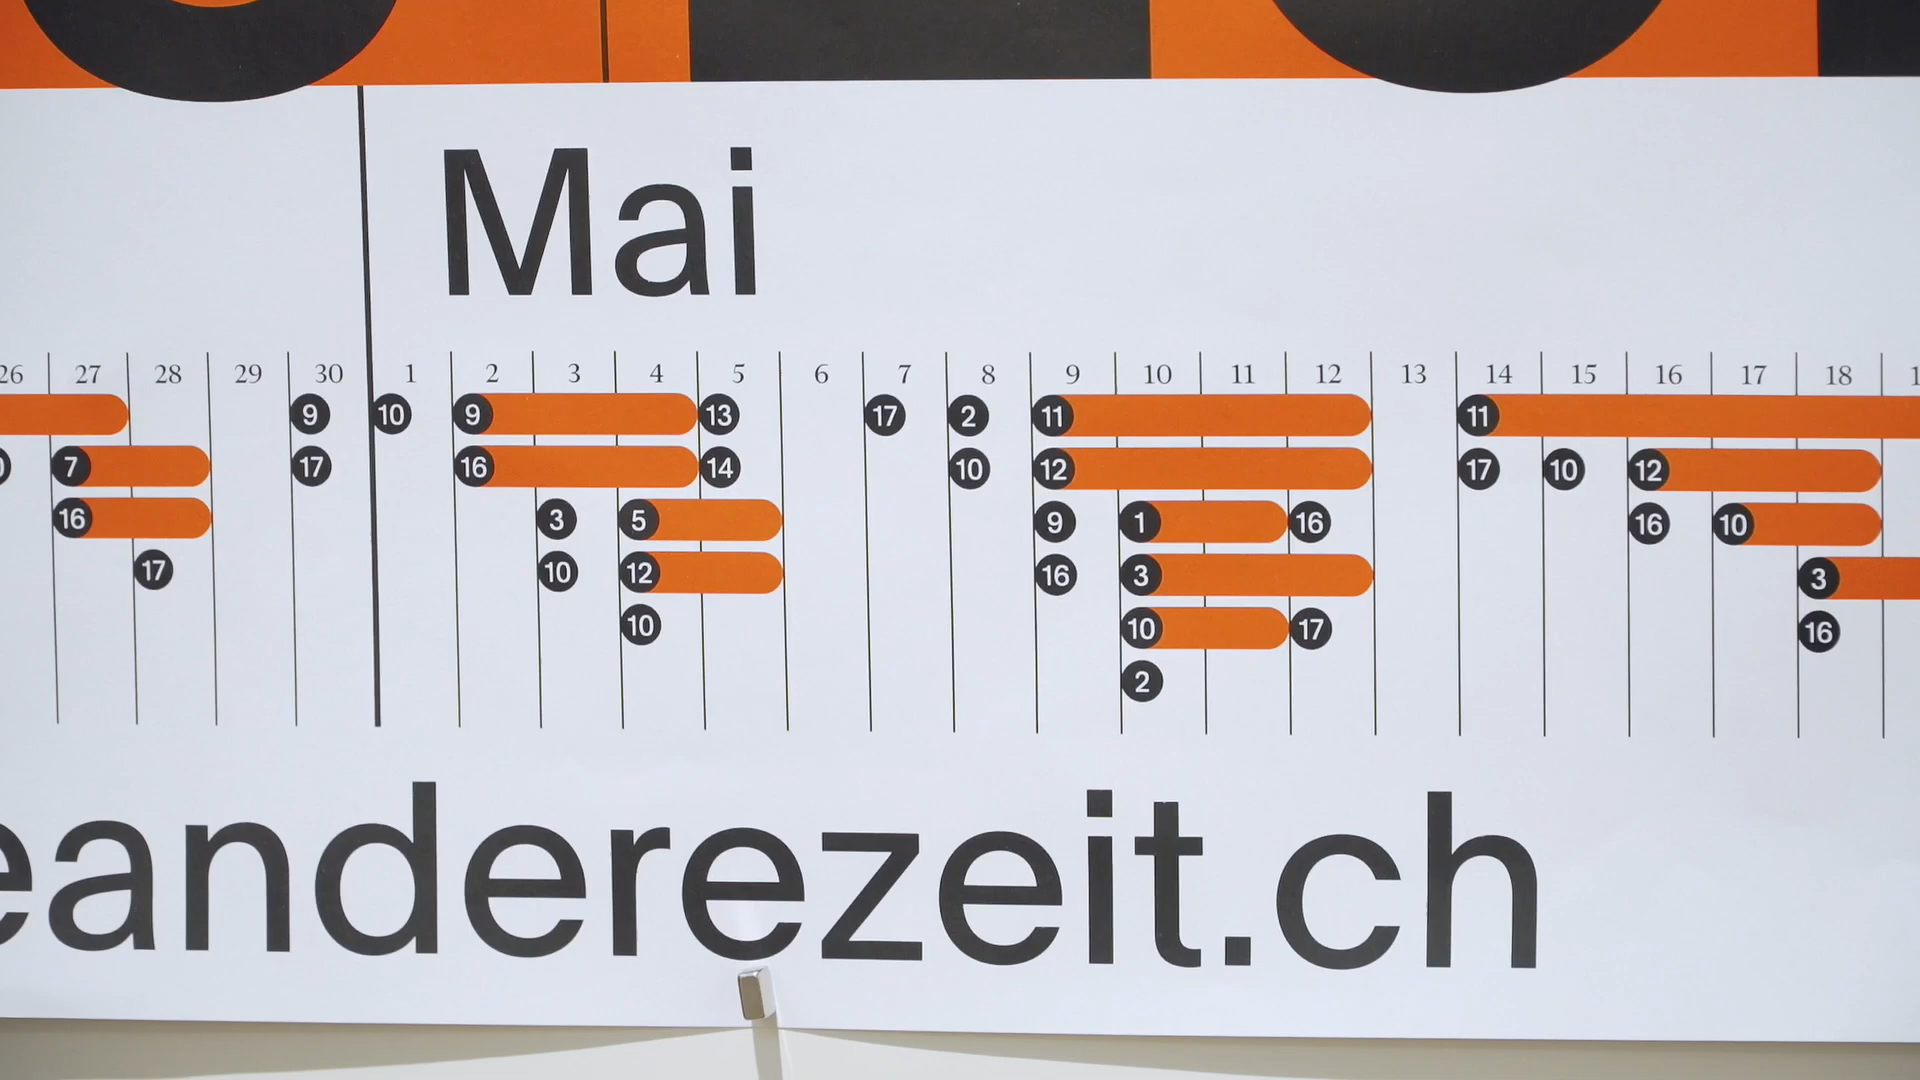 Mai
26 27 28 29 30 1 2 3 4 5 6 7 8 9 10 11 12 13 14 15 16 17 18
9 10 9 13 17 2 11 11
7 17 16 14 10 12 17 10 12
16 3 5 9 1 16 16 10
17 10 12 16 3 3
10 10 17 16
2
eanderezeit.ch